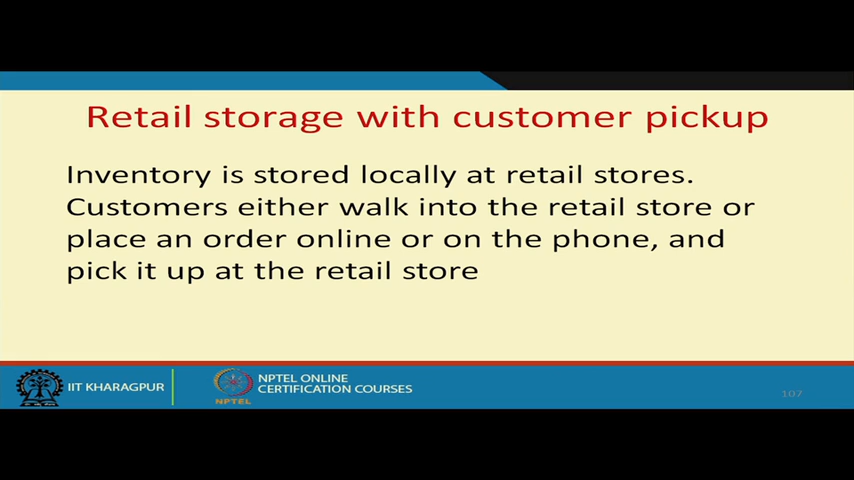 Retail storage with customer pickup
Inventory is stored locally at retail stores.
Customers either walk into the retail store or
place an order online or on the phone, and
pick it up at the retail store
IIT KHARAGPUR
NPTEL ONLINE
CERTIFICATION COURSES
NPTEL
107